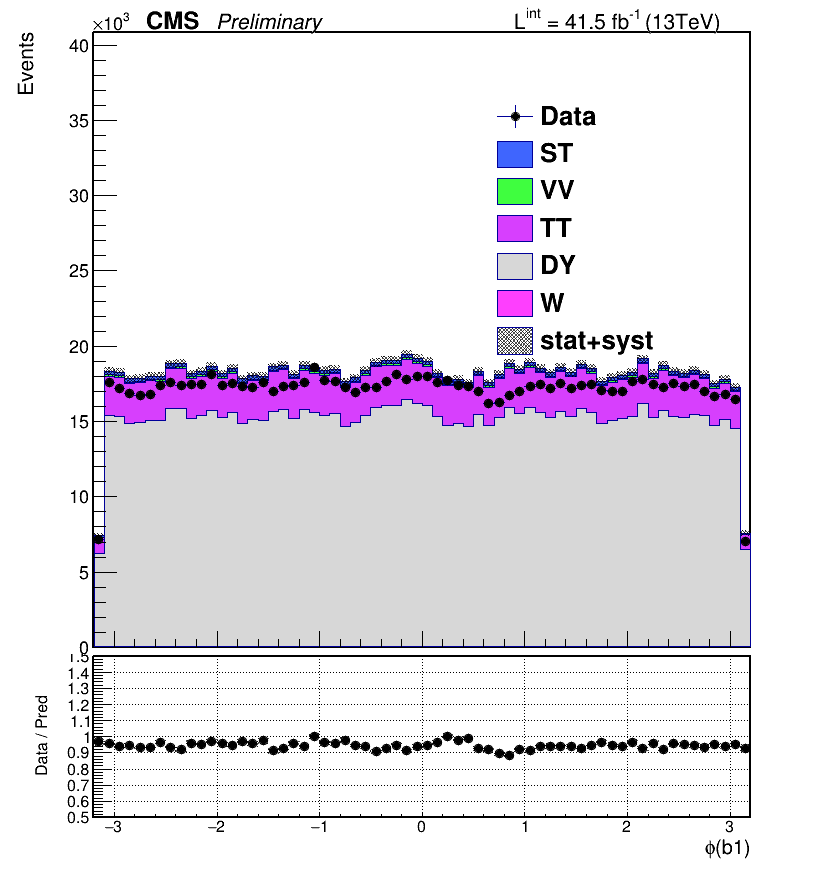 ×10³ CMS Preliminary L^int = 41.5 fb⁻¹ (13TeV)
Events
40
35
30
25
20
15
10
5
0
Data
ST
VV
TT
DY
W
stat+syst
Data / Pred
1.5
1.4
1.3
1.2
1.1
1
0.9
0.8
0.7
0.6
0.5
−3 −2 −1 0 1 2 3
ϕ(b1)